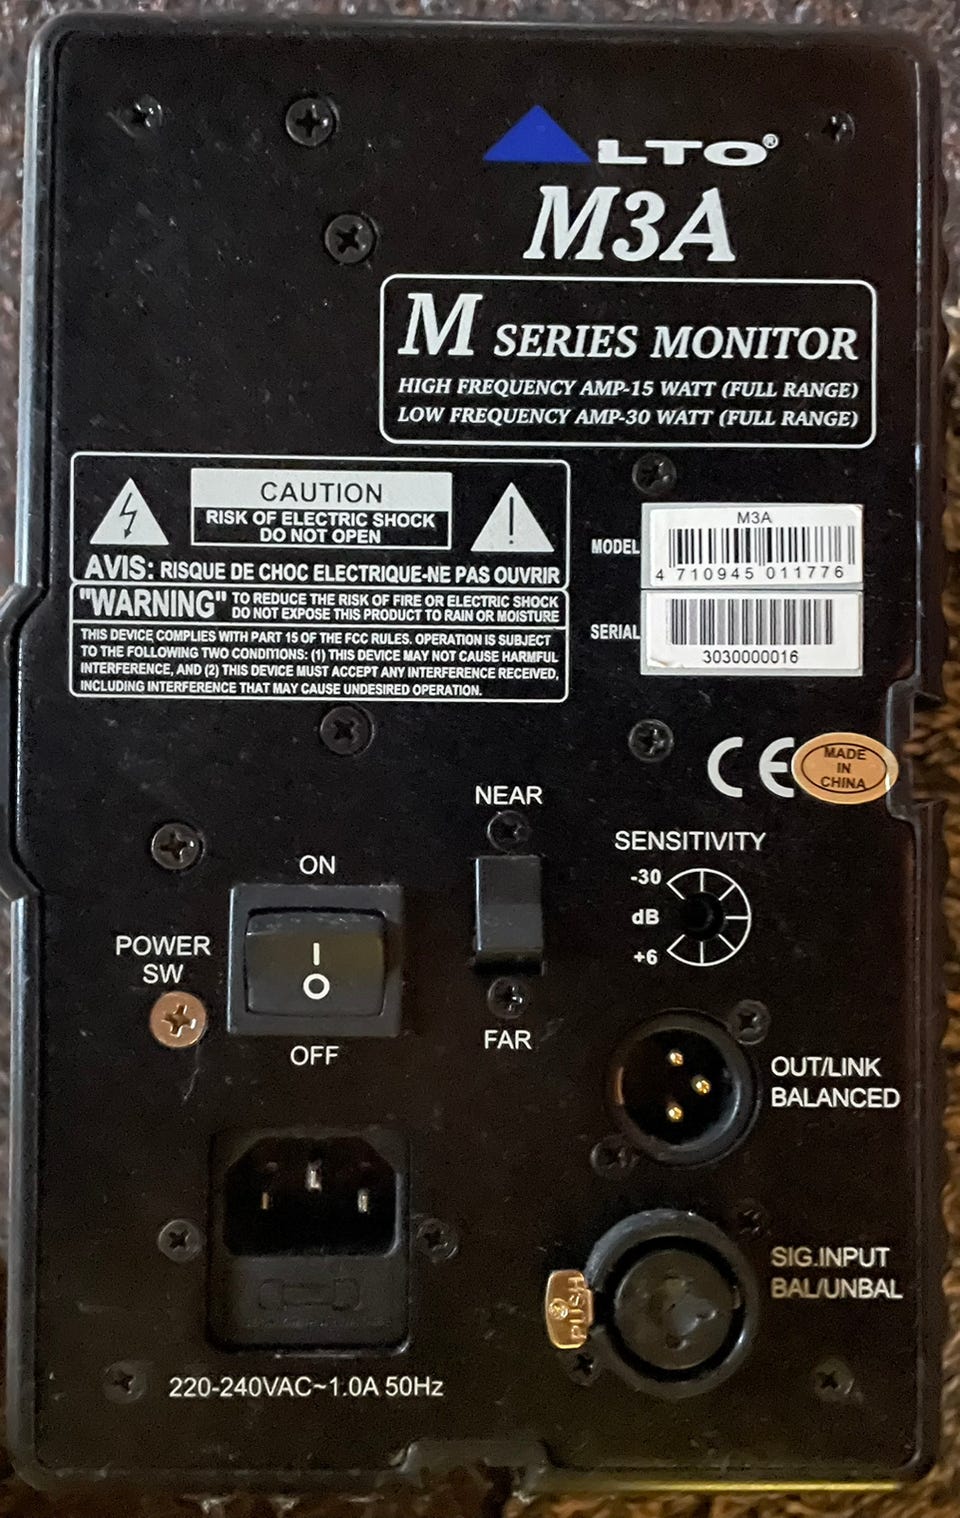 LTO®
M3A
M SERIES MONITOR
HIGH FREQUENCY AMP-15 WATT (FULL RANGE)
LOW FREQUENCY AMP-30 WATT (FULL RANGE)
CAUTION
RISK OF ELECTRIC SHOCK
DO NOT OPEN
AVIS: RISQUE DE CHOC ELECTRIQUE-NE PAS OUVRIR
"WARNING" TO REDUCE THE RISK OF FIRE OR ELECTRIC SHOCK
DO NOT EXPOSE THIS PRODUCT TO RAIN OR MOISTURE
THIS DEVICE COMPLIES WITH PART 15 OF THE FCC RULES. OPERATION IS SUBJECT
TO THE FOLLOWING TWO CONDITIONS: (1) THIS DEVICE MAY NOT CAUSE HARMFUL
INTERFERENCE, AND (2) THIS DEVICE MUST ACCEPT ANY INTERFERENCE RECEIVED,
INCLUDING INTERFERENCE THAT MAY CAUSE UNDESIRED OPERATION.
M3A
MODEL
4 710945 011776
SERIAL
3030000016
CE
MADE
IN
CHINA
NEAR
FAR
SENSITIVITY
-30
dB
+6
ON
POWER
SW
I
O
OFF
OUT/LINK
BALANCED
SIG.INPUT
BAL/UNBAL
PUSH
220-240VAC~1.0A 50Hz